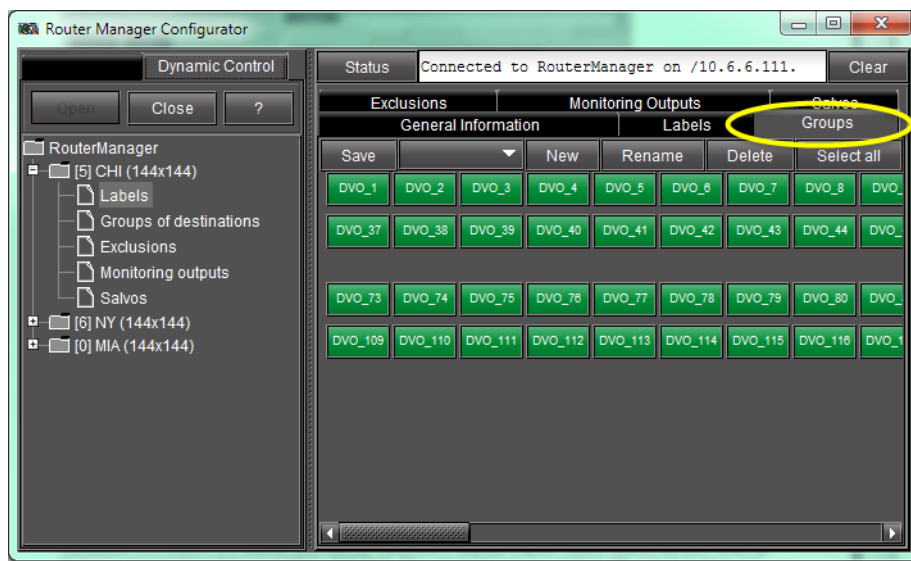 Router Manager Configurator
Dynamic Control
Open Close ?
RouterManager
[5] CHI (144x144)
Labels
Groups of destinations
Exclusions
Monitoring outputs
Salvos
[6] NY (144x144)
[0] MIA (144x144)
Status Connected to RouterManager on /10.6.6.111. Clear
Exclusions Monitoring Outputs Salvos
General Information Labels Groups
Save New Rename Delete Select all
DVO_1 DVO_2 DVO_3 DVO_4 DVO_5 DVO_6 DVO_7 DVO_8 DVO_
DVO_37 DVO_38 DVO_39 DVO_40 DVO_41 DVO_42 DVO_43 DVO_44 DVO_
DVO_73 DVO_74 DVO_75 DVO_76 DVO_77 DVO_78 DVO_79 DVO_80 DVO_
DVO_109 DVO_110 DVO_111 DVO_112 DVO_113 DVO_114 DVO_115 DVO_116 DVO_1